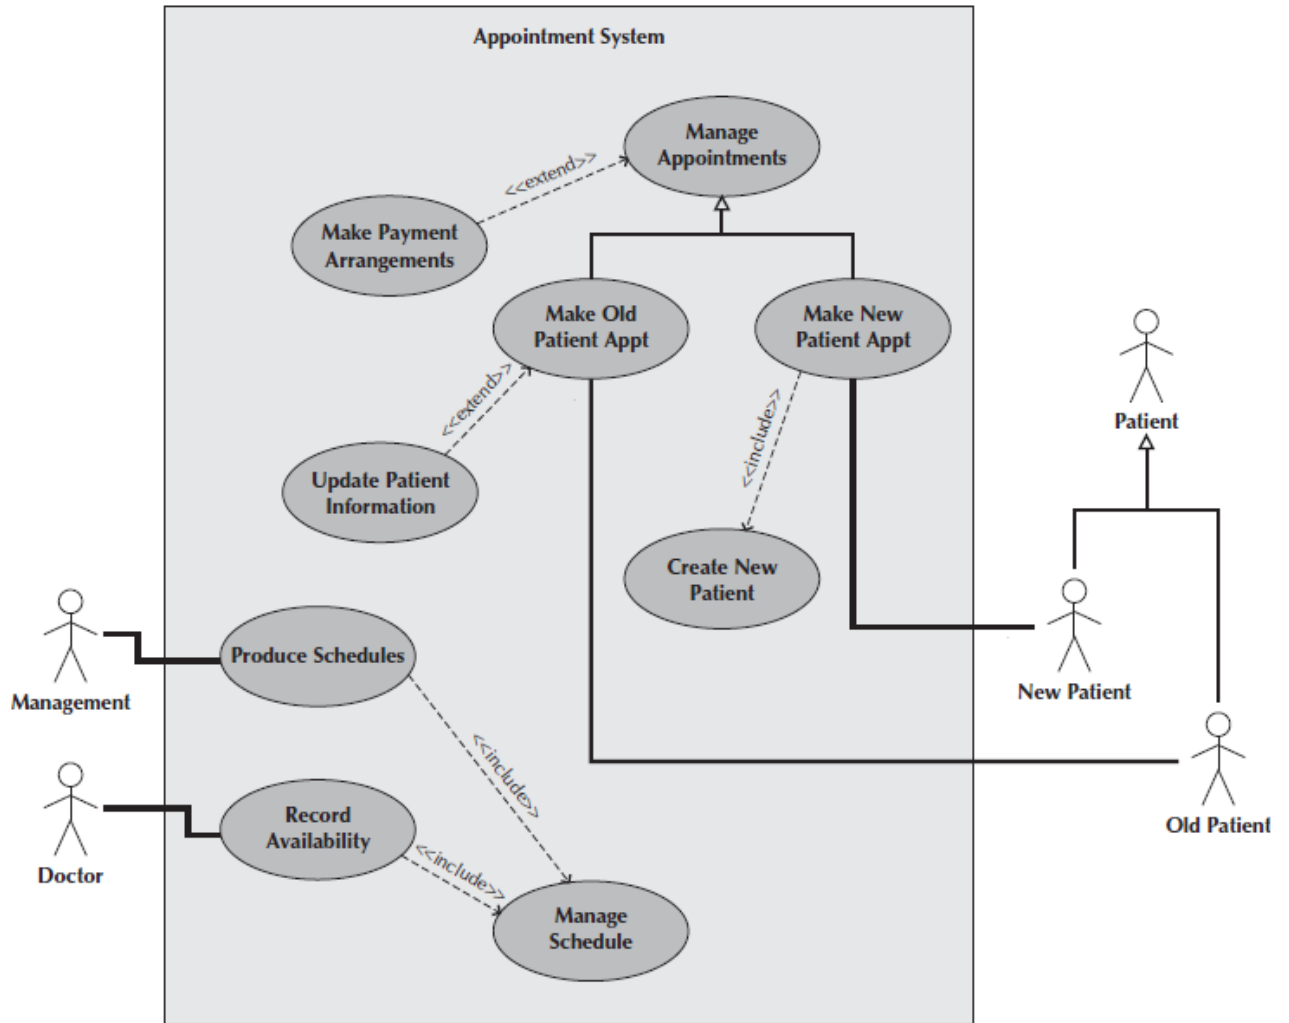 Appointment System
Manage
Appointments
<<extend>>
Make Payment
Arrangements
Make Old
Patient Appt
Make New
Patient Appt
<<extend>>
<<include>>
Patient
Update Patient
Information
Create New
Patient
Produce Schedules
Management
New Patient
<<include>>
Record
Availability
Old Patient
<<include>>
Doctor
Manage
Schedule